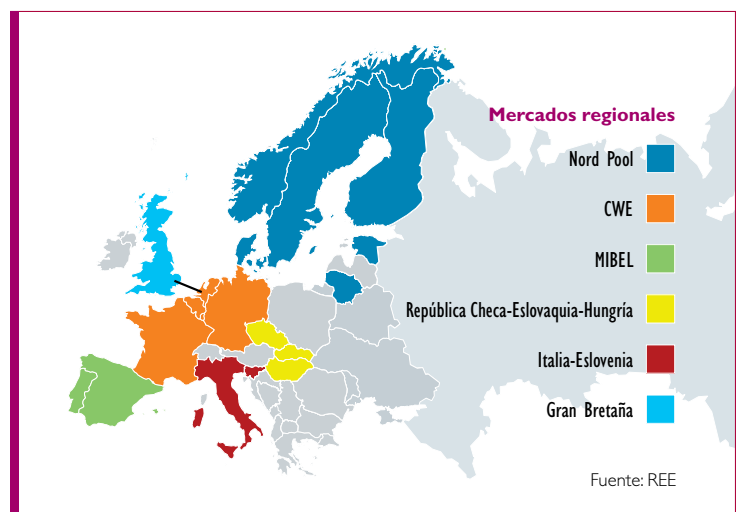 Mercados regionales
Nord Pool
CWE
MIBEL
República Checa-Eslovaquia-Hungría
Italia-Eslovenia
Gran Bretaña
Fuente: REE